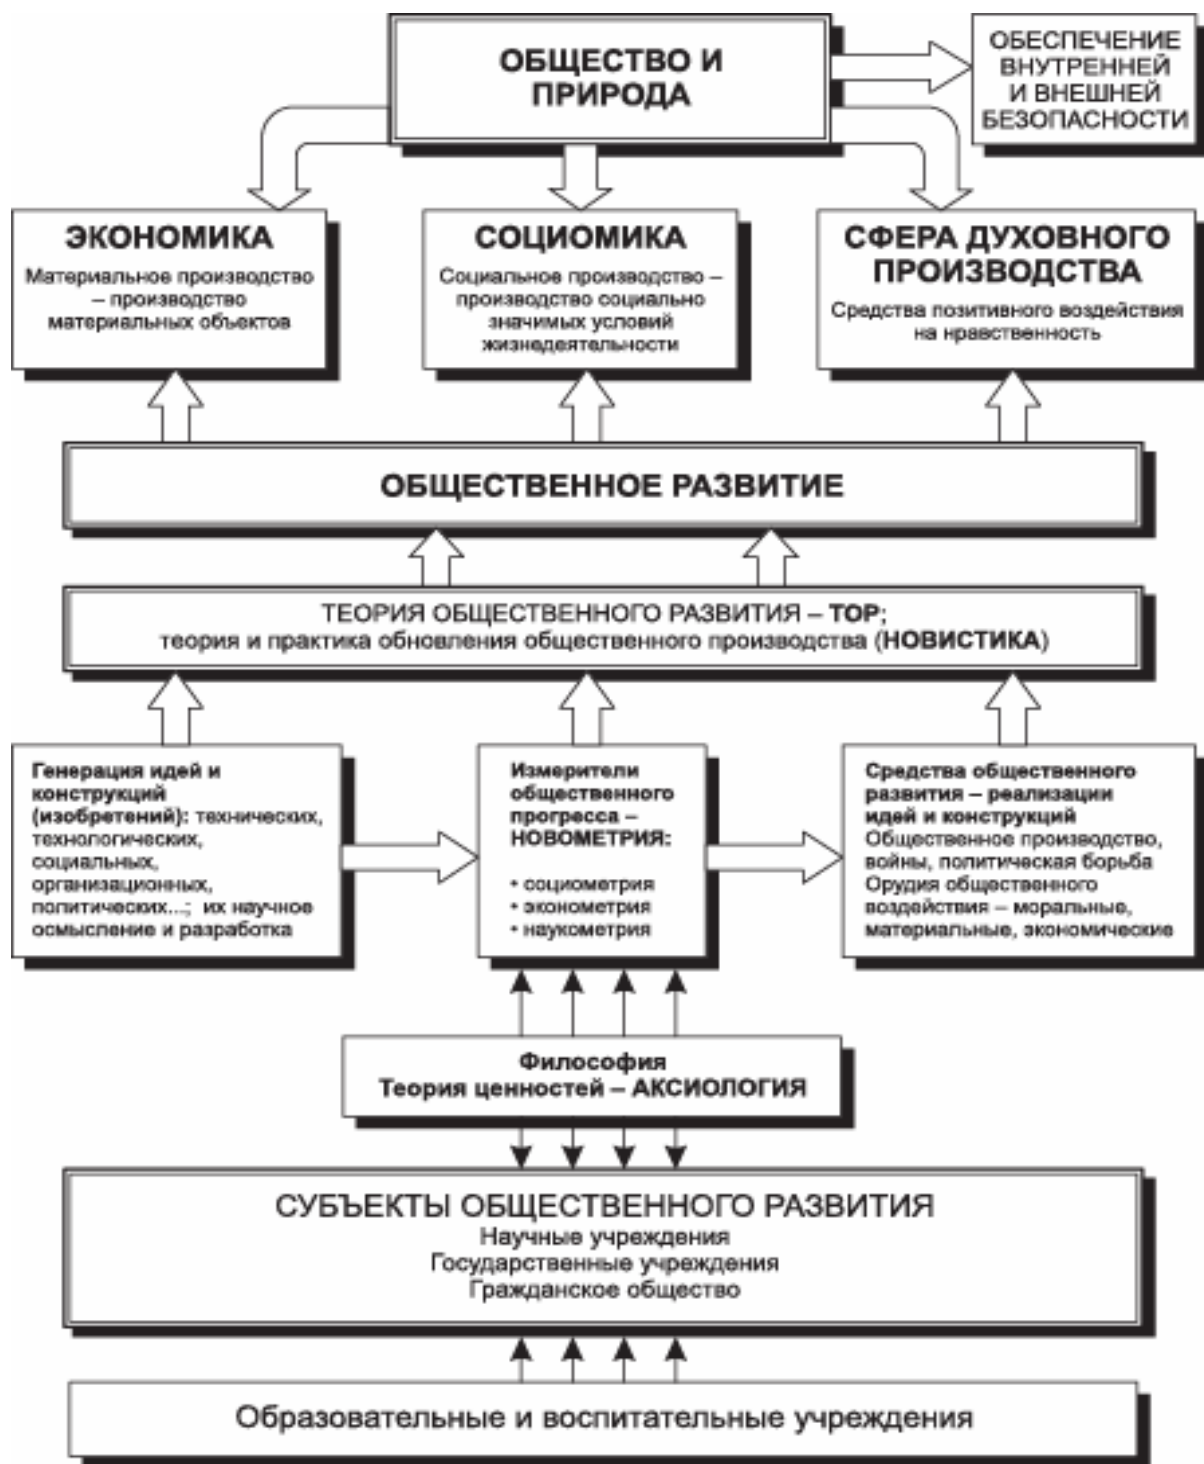 ОБЩЕСТВО И
ПРИРОДА
ОБЕСПЕЧЕНИЕ
ВНУТРЕННЕЙ
И ВНЕШНЕЙ
БЕЗОПАСНОСТИ
ЭКОНОМИКА
Материальное производство
– производство
материальных объектов
СОЦИОМИКА
Социальное производство –
производство социально
значимых условий
жизнедеятельности
СФЕРА ДУХОВНОГО
ПРОИЗВОДСТВА
Средства позитивного воздействия
на нравственность
ОБЩЕСТВЕННОЕ РАЗВИТИЕ
ТЕОРИЯ ОБЩЕСТВЕННОГО РАЗВИТИЯ – ТОР;
теория и практика обновления общественного производства (НОВИСТИКА)
Генерация идей и
конструкций
(изобретений): технических,
технологических,
социальных,
организационных,
политических...; их научное
осмысление и разработка
Измерители
общественного
прогресса –
НОВОМЕТРИЯ:
• социометрия
• эконометрия
• наукометрия
Средства общественного
развития – реализации
идей и конструкций
Общественное производство,
войны, политическая борьба
Орудия общественного
воздействия – моральные,
материальные, экономические
Философия
Теория ценностей – АКСИОЛОГИЯ
СУБЪЕКТЫ ОБЩЕСТВЕННОГО РАЗВИТИЯ
Научные учреждения
Государственные учреждения
Гражданское общество
Образовательные и воспитательные учреждения